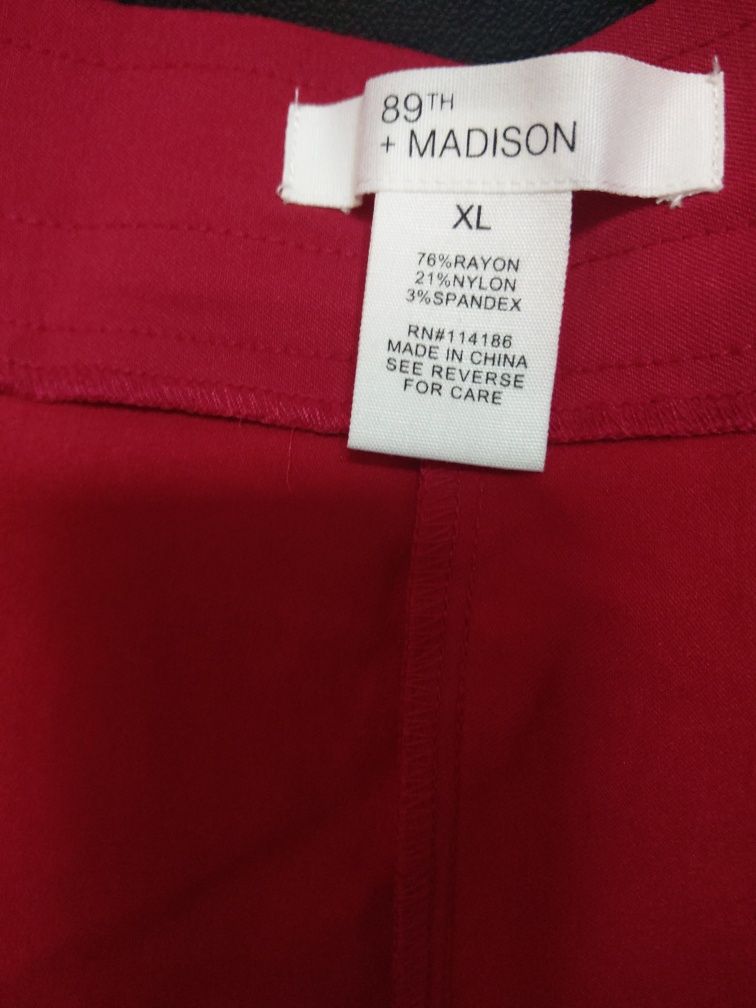 89TH
+ MADISON
XL
76%RAYON
21%NYLON
3%SPANDEX
RN#114186
MADE IN CHINA
SEE REVERSE
FOR CARE